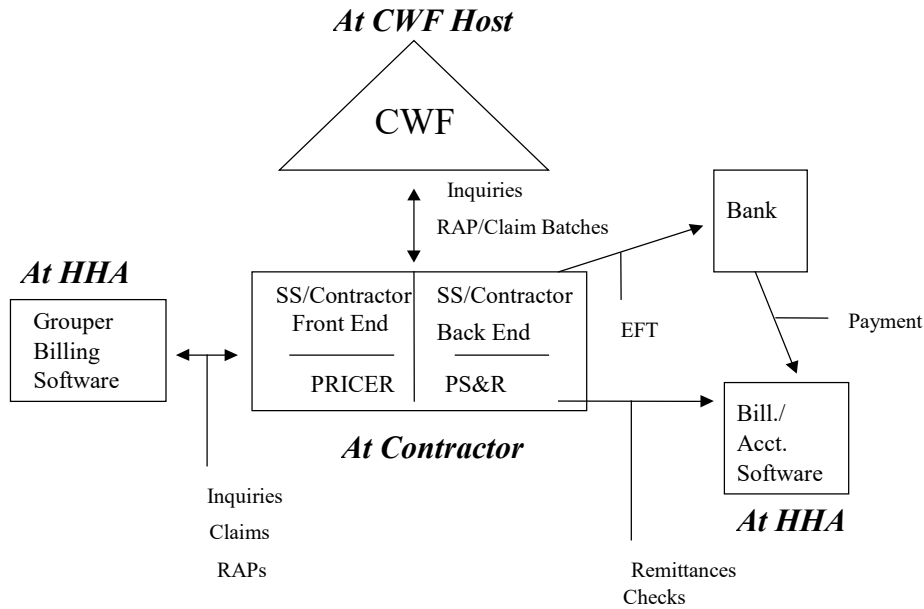 At CWF Host
CWF
Inquiries
RAP/Claim Batches
Bank
At HHA
Grouper
Billing
Software
SS/Contractor
Front End
PRICER
SS/Contractor
Back End
PS&R
EFT
Payment
Bill./
Acct.
Software
At Contractor
At HHA
Inquiries
Claims
RAPs
Remittances
Checks